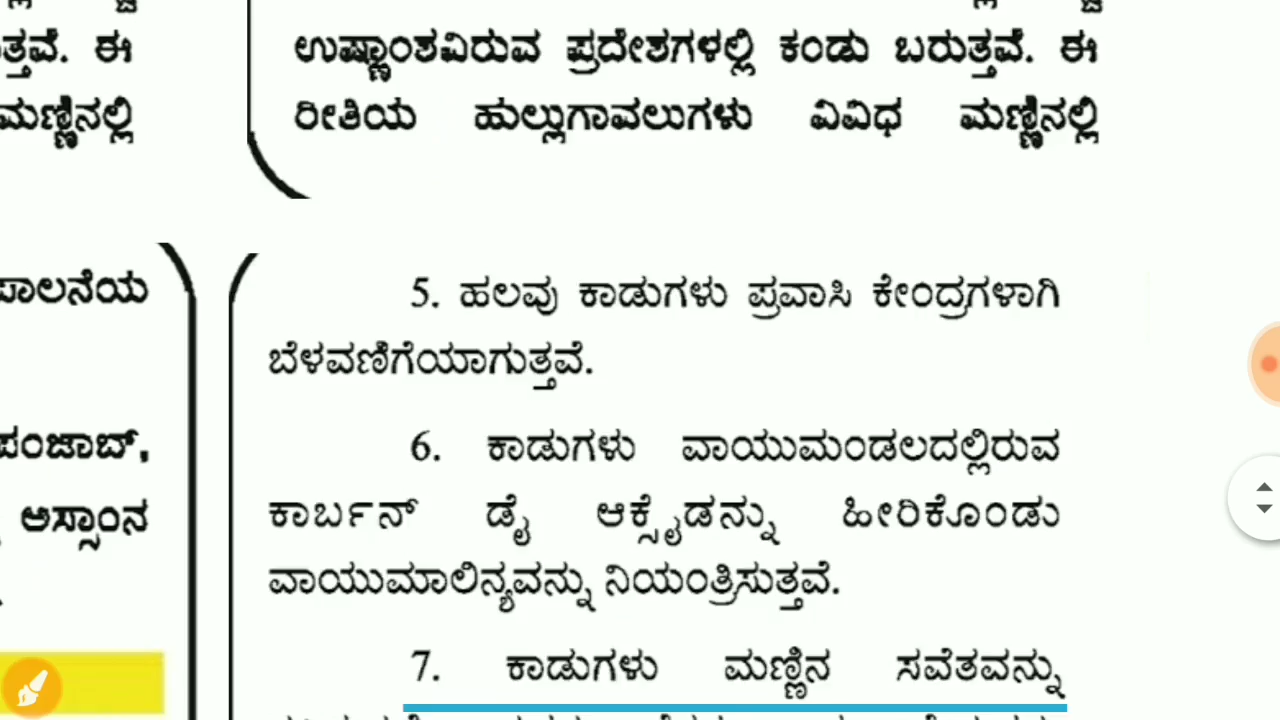 ತ್ತವೆ. ಈ
ಮಣ್ಣಿನಲ್ಲಿ
ಉಷ್ಣಾಂಶವಿರುವ ಪ್ರದೇಶಗಳಲ್ಲಿ ಕಂಡು ಬರುತ್ತವೆ. ಈ
ರೀತಿಯ ಹುಲ್ಲುಗಾವಲುಗಳು ವಿವಿಧ ಮಣ್ಣಿನಲ್ಲಿ
ಪಾಲನೆಯ
ಪಂಜಾಬ್,
ಅಸ್ಸಾಂನ
5. ಹಲವು ಕಾಡುಗಳು ಪ್ರವಾಸಿ ಕೇಂದ್ರಗಳಾಗಿ
ಬೆಳವಣಿಗೆಯಾಗುತ್ತವೆ.
6. ಕಾಡುಗಳು ವಾಯುಮಂಡಲದಲ್ಲಿರುವ
ಕಾರ್ಬನ್ ಡೈ ಆಕ್ಸೈಡನ್ನು ಹೀರಿಕೊಂಡು
ವಾಯುಮಾಲಿನ್ಯವನ್ನು ನಿಯಂತ್ರಿಸುತ್ತವೆ.
7. ಕಾಡುಗಳು ಮಣ್ಣಿನ ಸವೆತವನ್ನು